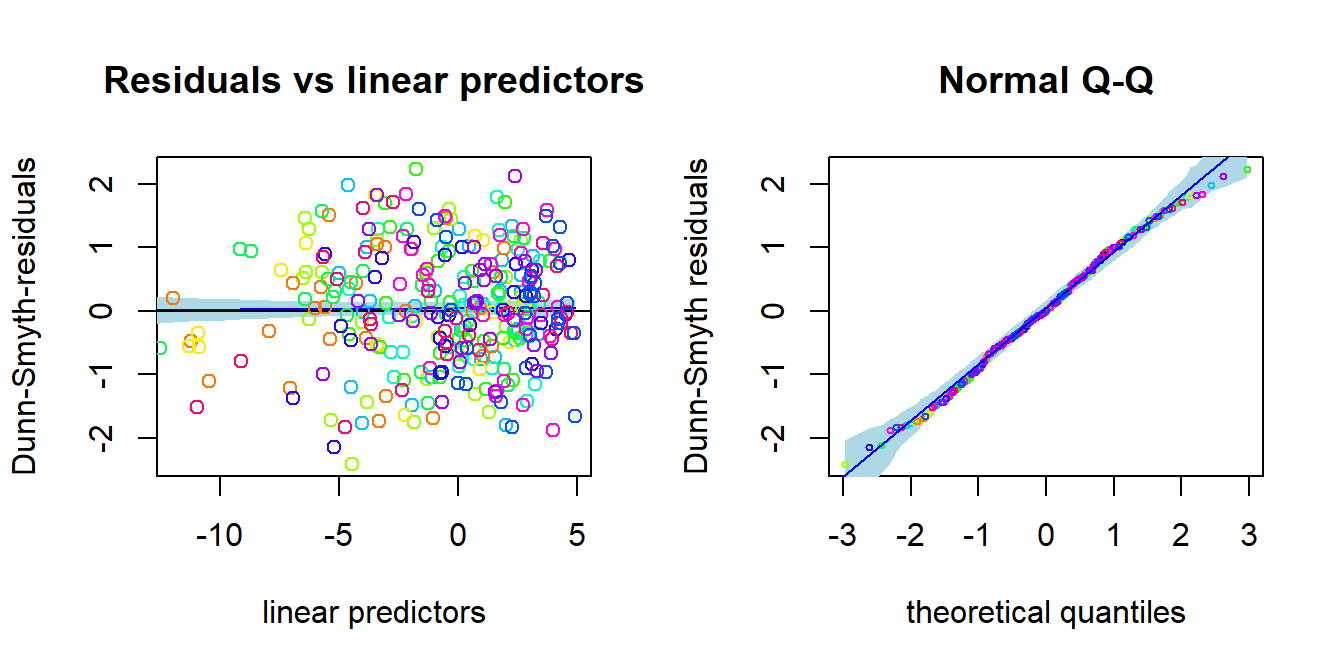 Residuals vs linear predictors
Dunn-Smyth-residuals
2
1
0
-1
-2
-10 -5 0 5
linear predictors
Normal Q-Q
Dunn-Smyth residuals
2
1
0
-1
-2
-3 -2 -1 0 1 2 3
theoretical quantiles